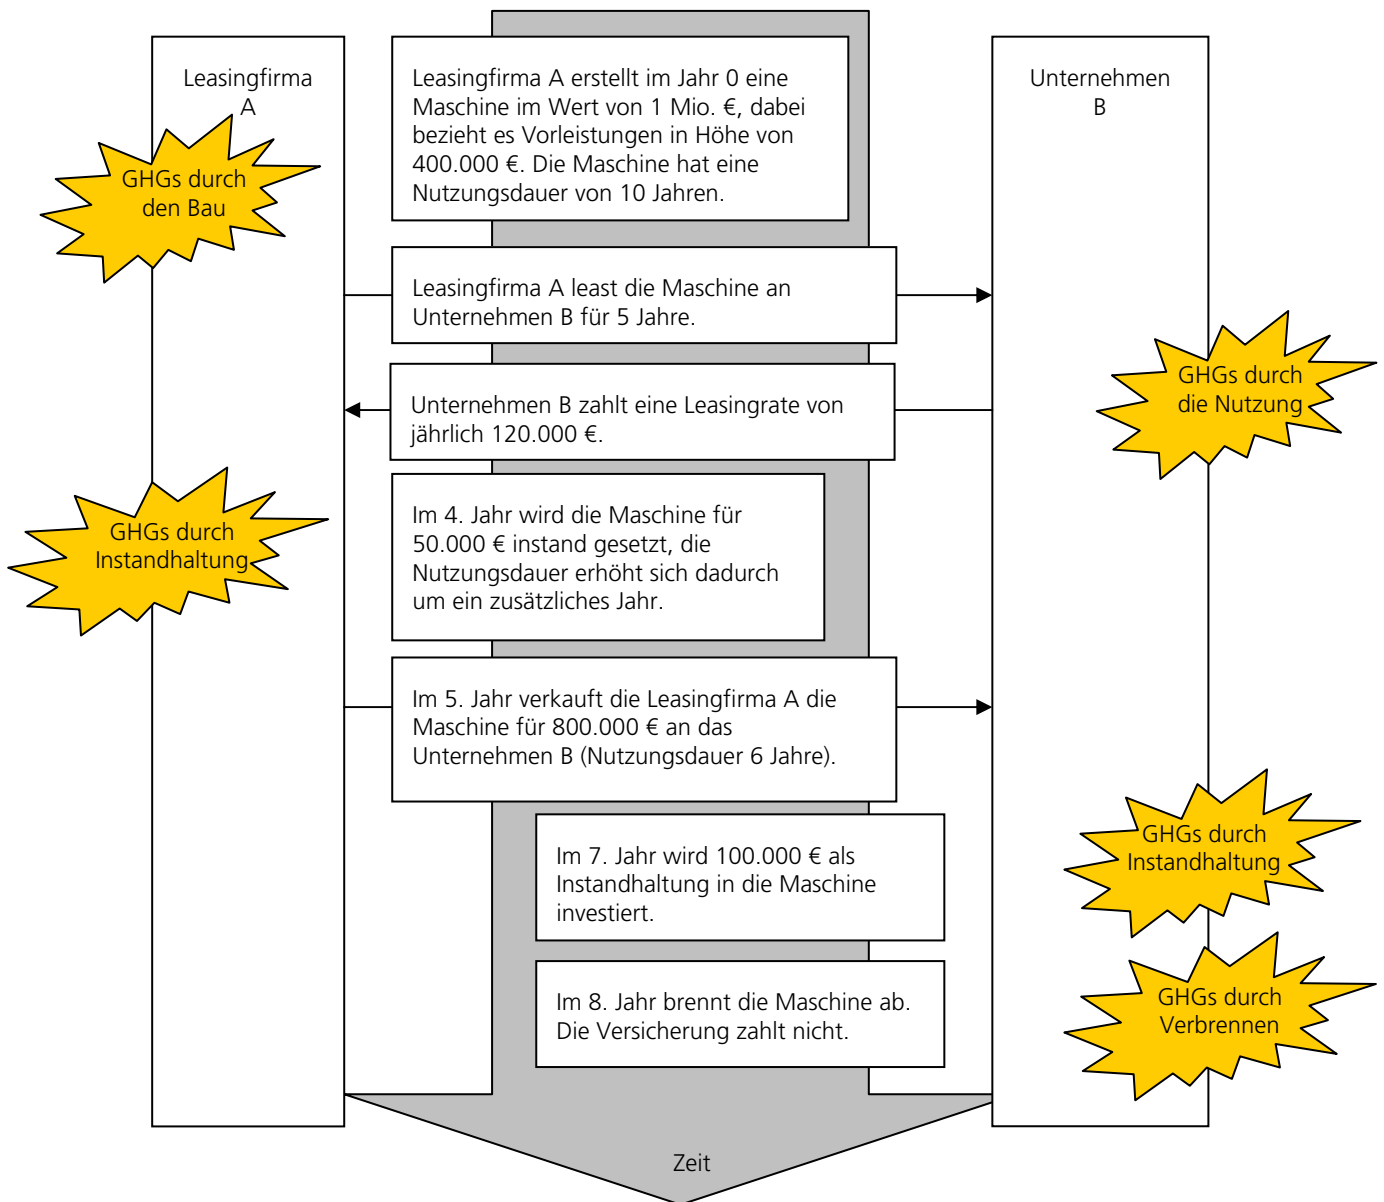 Leasingfirma
A
Unternehmen
B
Leasingfirma A erstellt im Jahr 0 eine
Maschine im Wert von 1 Mio. €, dabei
bezieht es Vorleistungen in Höhe von
400.000 €. Die Maschine hat eine
Nutzungsdauer von 10 Jahren.
GHGs durch
den Bau
Leasingfirma A least die Maschine an
Unternehmen B für 5 Jahre.
GHGs durch
die Nutzung
Unternehmen B zahlt eine Leasingrate von
jährlich 120.000 €.
GHGs durch
Instandhaltung
Im 4. Jahr wird die Maschine für
50.000 € instand gesetzt, die
Nutzungsdauer erhöht sich dadurch
um ein zusätzliches Jahr.
Im 5. Jahr verkauft die Leasingfirma A die
Maschine für 800.000 € an das
Unternehmen B (Nutzungsdauer 6 Jahre).
Im 7. Jahr wird 100.000 € als
Instandhaltung in die Maschine
investiert.
GHGs durch
Instandhaltung
Im 8. Jahr brennt die Maschine ab.
Die Versicherung zahlt nicht.
GHGs durch
Verbrennen
Zeit